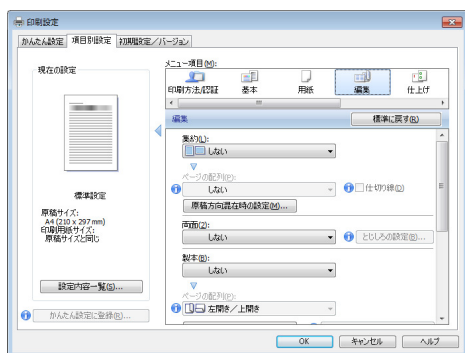 印刷設定
かんたん設定 項目別設定 初期設定／バージョン
現在の設定
標準設定
原稿サイズ:
A4 (210 x 297 mm)
印刷用紙サイズ:
原稿サイズと同じ
設定内容一覧(S)...
かんたん設定に登録(R)...
メニュー項目(M):
印刷方法/認証 基本 用紙 編集 仕上げ
編集 標準に戻す(R)
集約(L):
しない
ページの配列(P):
しない 仕切り線(D)
原稿方向混在時の設定(M)...
両面(2):
しない とじしろの設定(B)...
製本(B):
しない
ページの配列(P):
左開き／上開き
OK キャンセル ヘルプ